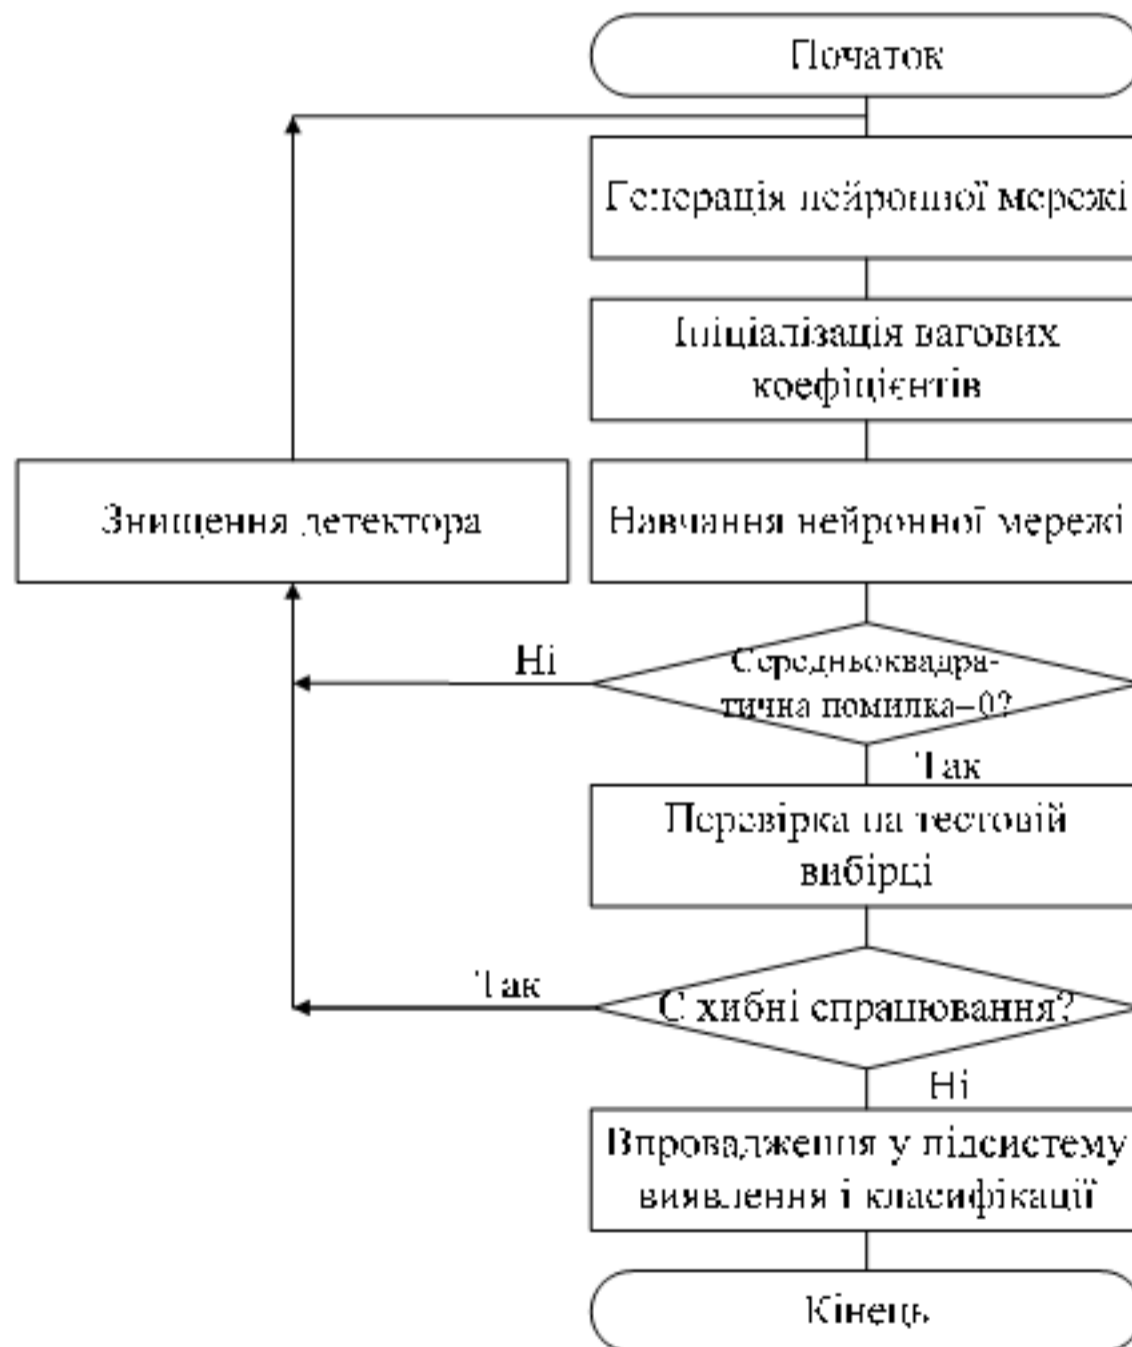 Початок
Генерація нейронної мережі
Ініціалізація вагових
коефіцієнтів
Знищення детектора
Навчання нейронної мережі
Ні
Середньоквадра-
тична помилка=0?
Так
Перевірка на тестовій
вибірці
Так
Є хибні спрацювання?
Ні
Впровадження у підсистему
виявлення і класифікації
Кінець